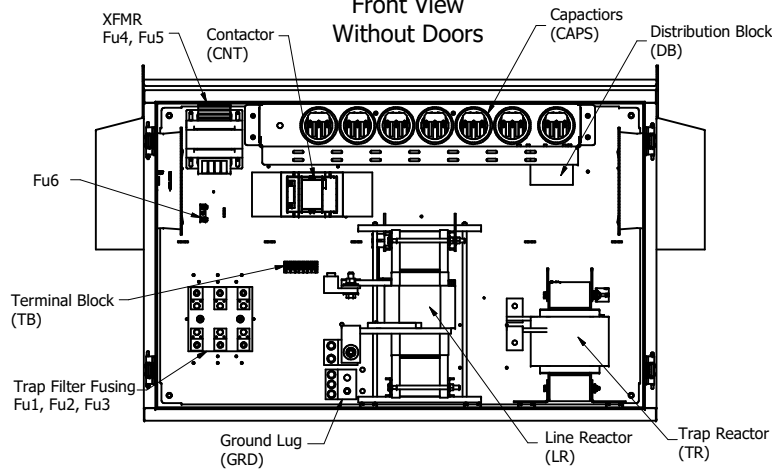 Front View
Without Doors
XFMR
Fu4, Fu5
Contactor
(CNT)
Capactiors
(CAPS)
Distribution Block
(DB)
Fu6
Terminal Block
(TB)
Trap Filter Fusing
Fu1, Fu2, Fu3
Ground Lug
(GRD)
Line Reactor
(LR)
Trap Reactor
(TR)